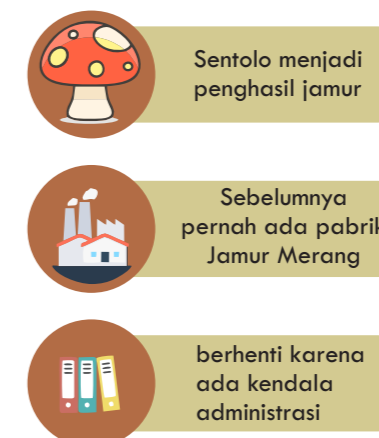 Sentolo menjadi
penghasil jamur
Sebelumnya
pernah ada pabrik
Jamur Merang
berhenti karena
ada kendala
administrasi